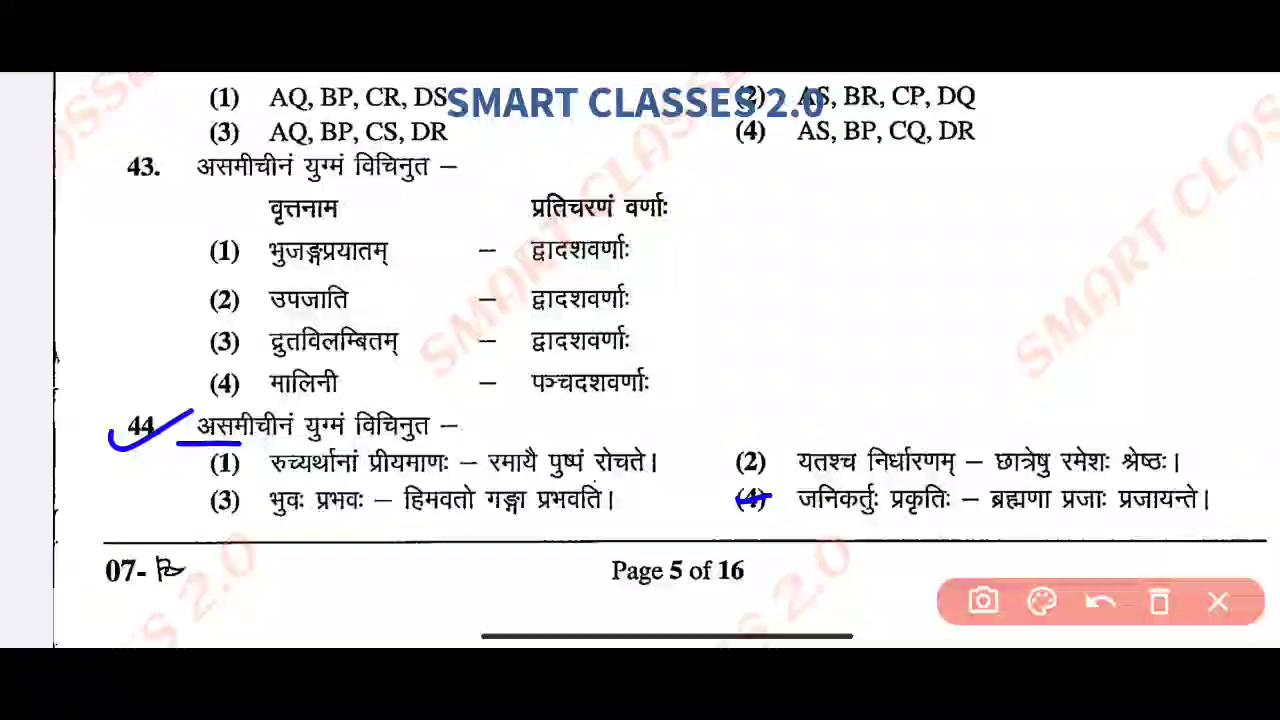 (1) AQ, BP, CR, DS (2) AS, BR, CP, DQ
SMART CLASSES 2.0
(3) AQ, BP, CS, DR (4) AS, BP, CQ, DR
43. असमीचीनं युग्मं विचिनुत –
वृत्तनाम प्रतिचरणं वर्णाः
(1) भुजङ्गप्रयातम् – द्वादशवर्णाः
(2) उपजाति – द्वादशवर्णाः
(3) द्रुतविलम्बितम् – द्वादशवर्णाः
(4) मालिनी – पञ्चदशवर्णाः
44 असमीचीनं युग्मं विचिनुत –
(1) रुच्यर्थानां प्रीयमाणः – रमायै पुष्पं रोचते। (2) यतश्च निर्धारणम् – छात्रेषु रमेशः श्रेष्ठः।
(3) भुवः प्रभवः – हिमवतो गङ्गा प्रभवति। (4) जनिकर्तुः प्रकृतिः – ब्रह्मणा प्रजाः प्रजायन्ते।
07- Page 5 of 16